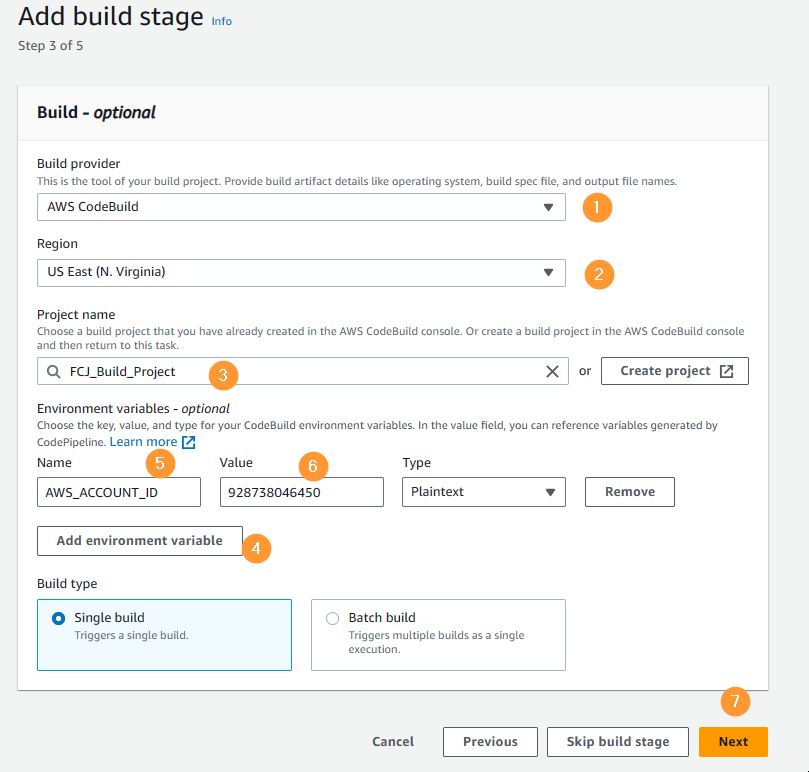 Add build stage Info
Step 3 of 5
Build - optional
Build provider
This is the tool of your build project. Provide build artifact details like operating system, build spec file, and output file names.
AWS CodeBuild
1
Region
US East (N. Virginia)
2
Project name
Choose a build project that you have already created in the AWS CodeBuild console. Or create a build project in the AWS CodeBuild console
and then return to this task.
FCJ_Build_Project
3
or
Create project
Environment variables - optional
Choose the key, value, and type for your CodeBuild environment variables. In the value field, you can reference variables generated by
CodePipeline. Learn more
Name
5
Value
6
Type
AWS_ACCOUNT_ID
928738046450
Plaintext
Remove
Add environment variable
4
Build type
Single build
Triggers a single build.
Batch build
Triggers multiple builds as a single
execution.
7
Cancel
Previous
Skip build stage
Next